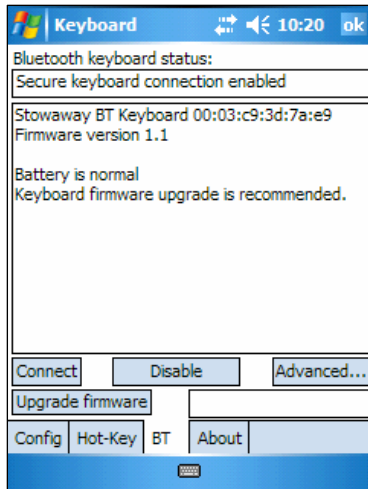 Keyboard 10:20 ok
Bluetooth keyboard status:
Secure keyboard connection enabled
Stowaway BT Keyboard 00:03:c9:3d:7a:e9
Firmware version 1.1
Battery is normal
Keyboard firmware upgrade is recommended.
Connect Disable Advanced...
Upgrade firmware
Config Hot-Key BT About